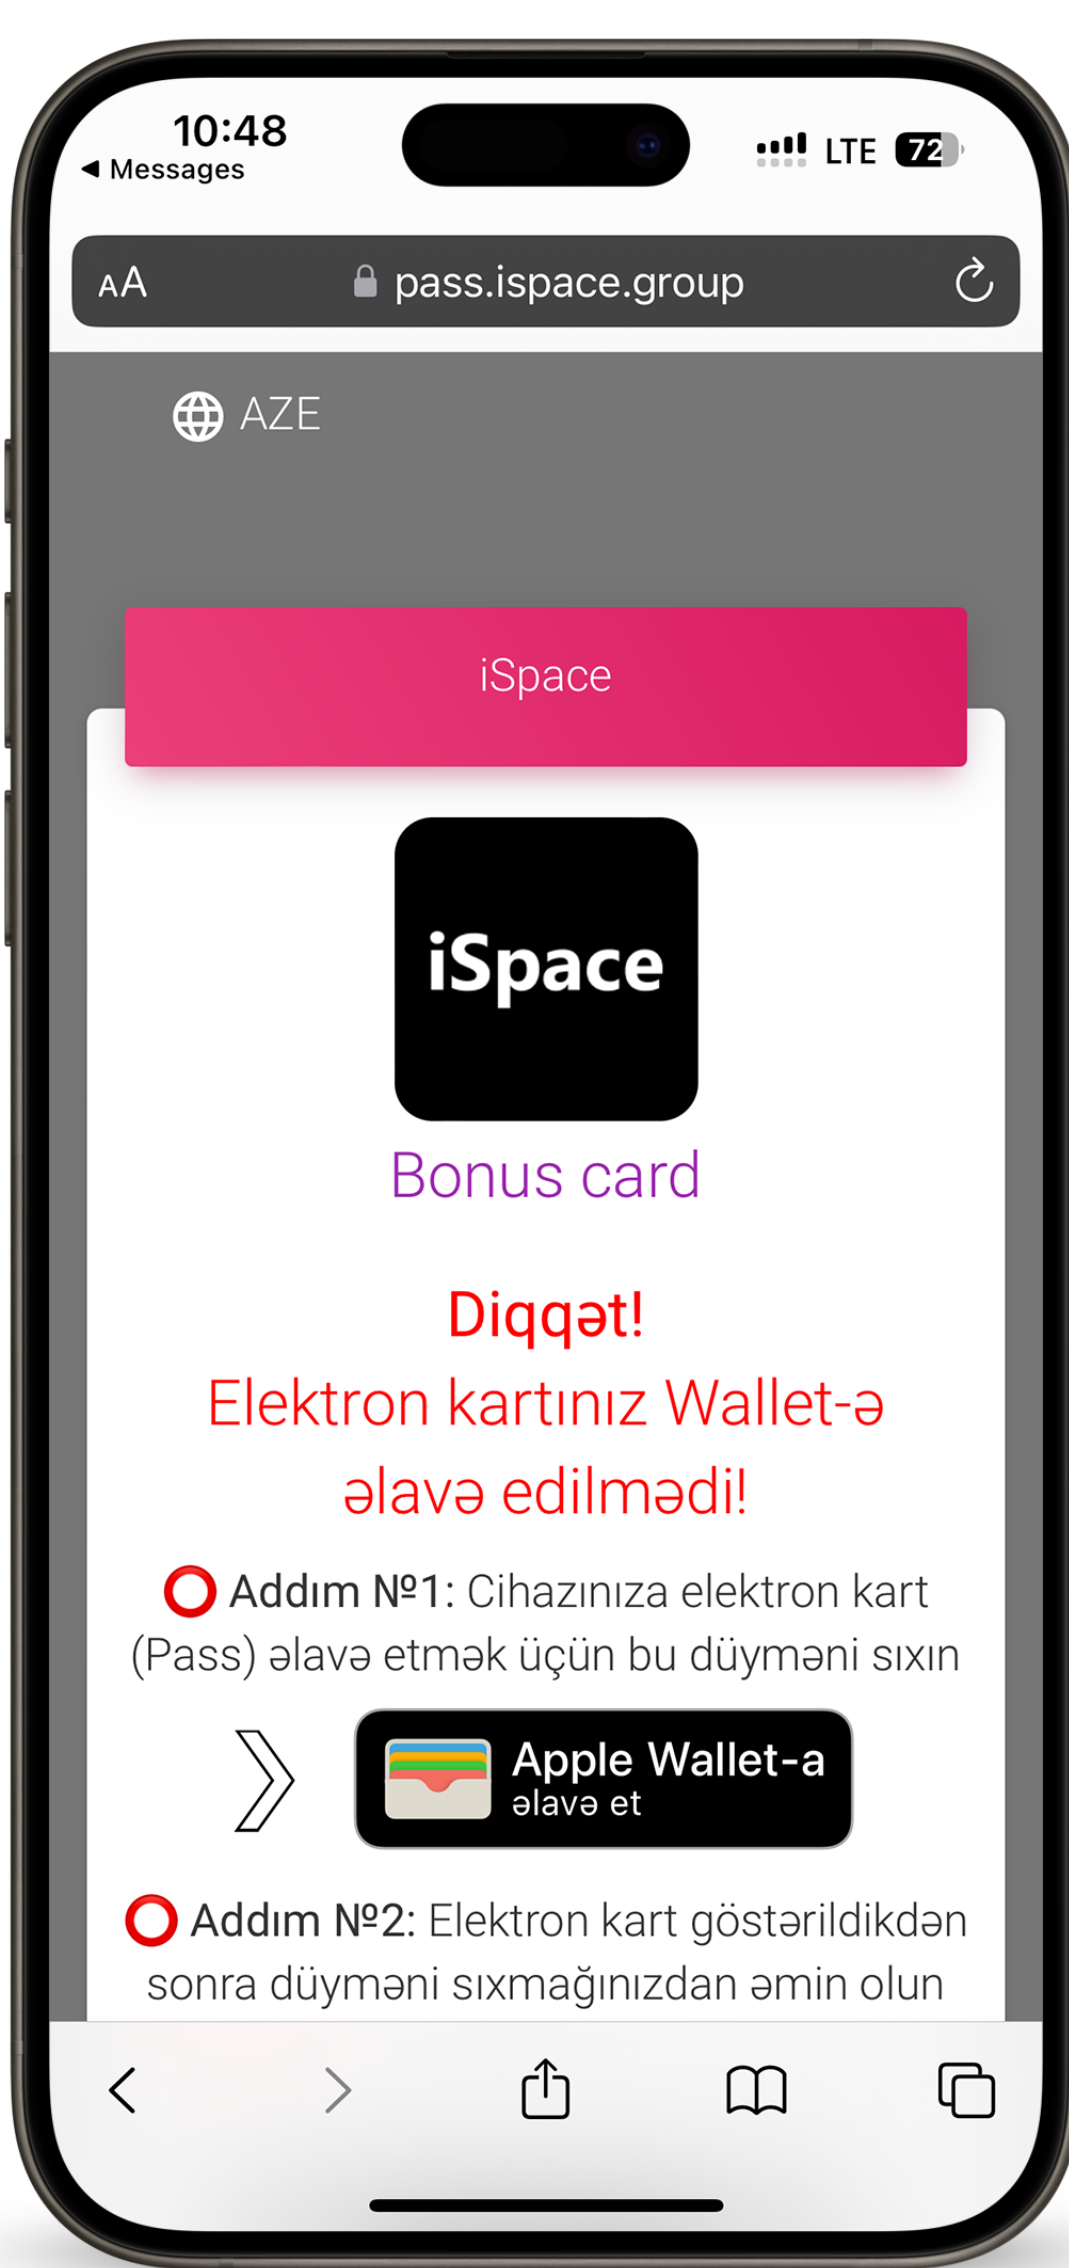 10:48
◀ Messages
LTE
72
AA
pass.ispace.group
AZE
iSpace
iSpace
Bonus card
Diqqət!
Elektron kartınız Wallet-ə
əlavə edilmədi!
Addım №1: Cihazınıza elektron kart
(Pass) əlavə etmək üçün bu düyməni sıxın
Apple Wallet-a
əlavə et
Addım №2: Elektron kart göstərildikdən
sonra düyməni sıxmağınızdan əmin olun